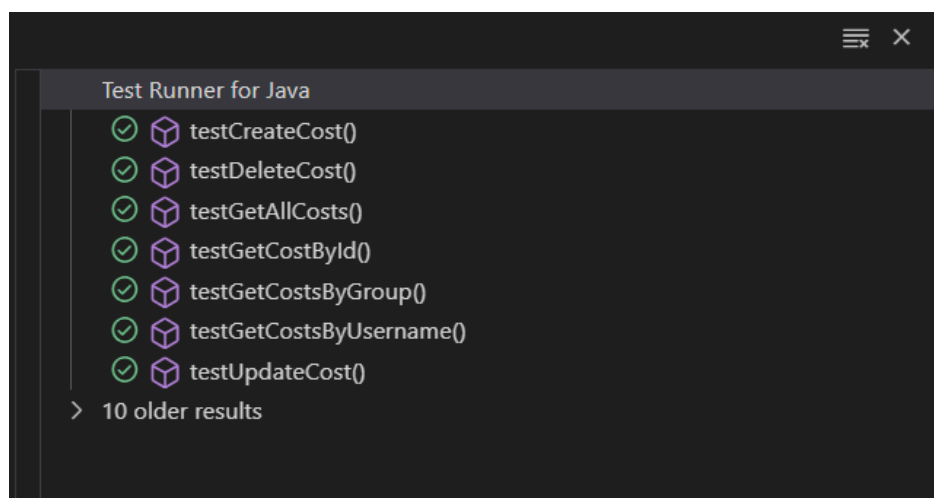 Test Runner for Java
testCreateCost()
testDeleteCost()
testGetAllCosts()
testGetCostById()
testGetCostsByGroup()
testGetCostsByUsername()
testUpdateCost()
10 older results